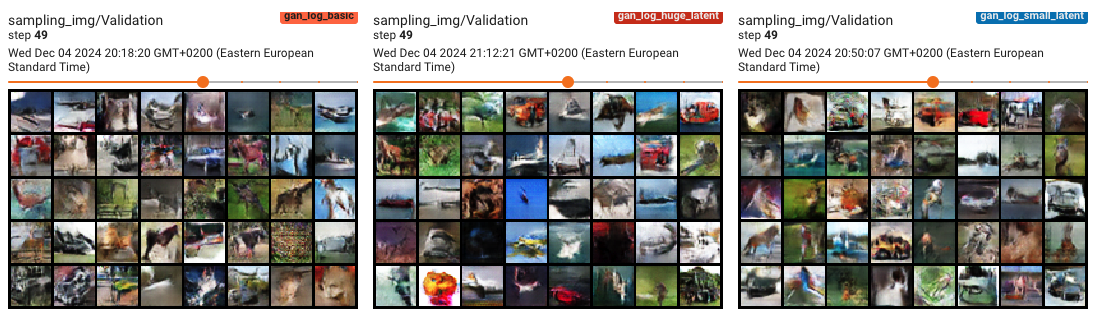 sampling_img/Validation
gan_log_basic
step 49
Wed Dec 04 2024 20:18:20 GMT+0200 (Eastern European
Standard Time)
sampling_img/Validation
gan_log_huge_latent
step 49
Wed Dec 04 2024 21:12:21 GMT+0200 (Eastern European
Standard Time)
sampling_img/Validation
gan_log_small_latent
step 49
Wed Dec 04 2024 20:50:07 GMT+0200 (Eastern European
Standard Time)